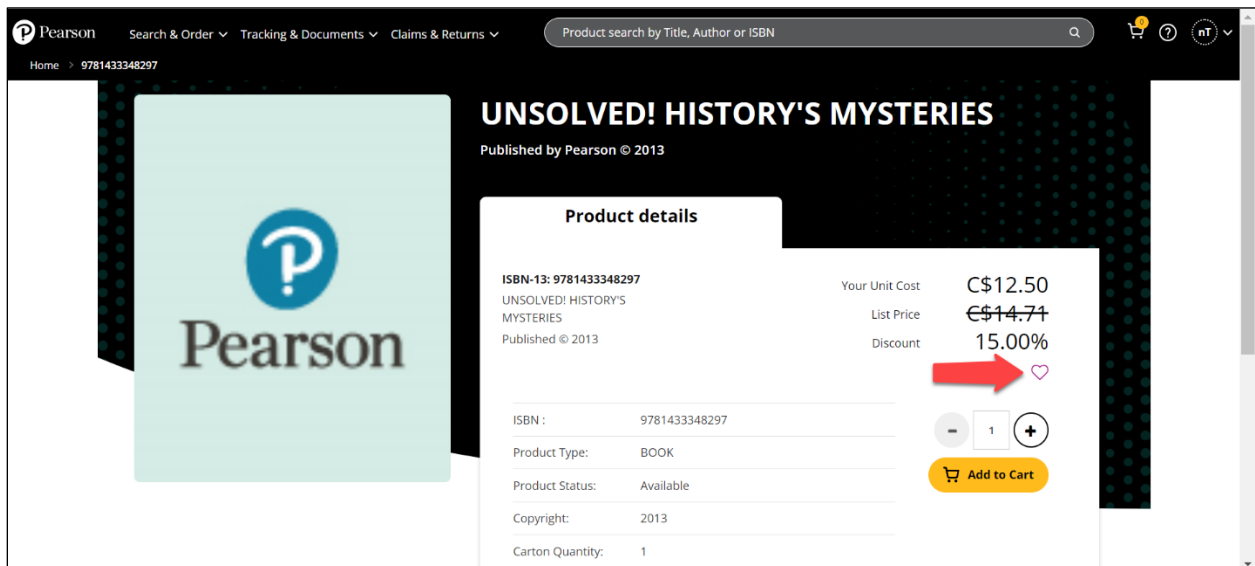 Pearson
Search & Order
Tracking & Documents
Claims & Returns
Product search by Title, Author or ISBN
0
?
nT
Home > 9781433348297
UNSOLVED! HISTORY'S MYSTERIES
Published by Pearson © 2013
Pearson
Product details
ISBN-13: 9781433348297
UNSOLVED! HISTORY'S
MYSTERIES
Published © 2013
Your Unit Cost C$12.50
List Price C$14.71
Discount 15.00%
ISBN : 9781433348297
Product Type: BOOK
Product Status: Available
Copyright: 2013
Carton Quantity: 1
- 1 +
Add to Cart